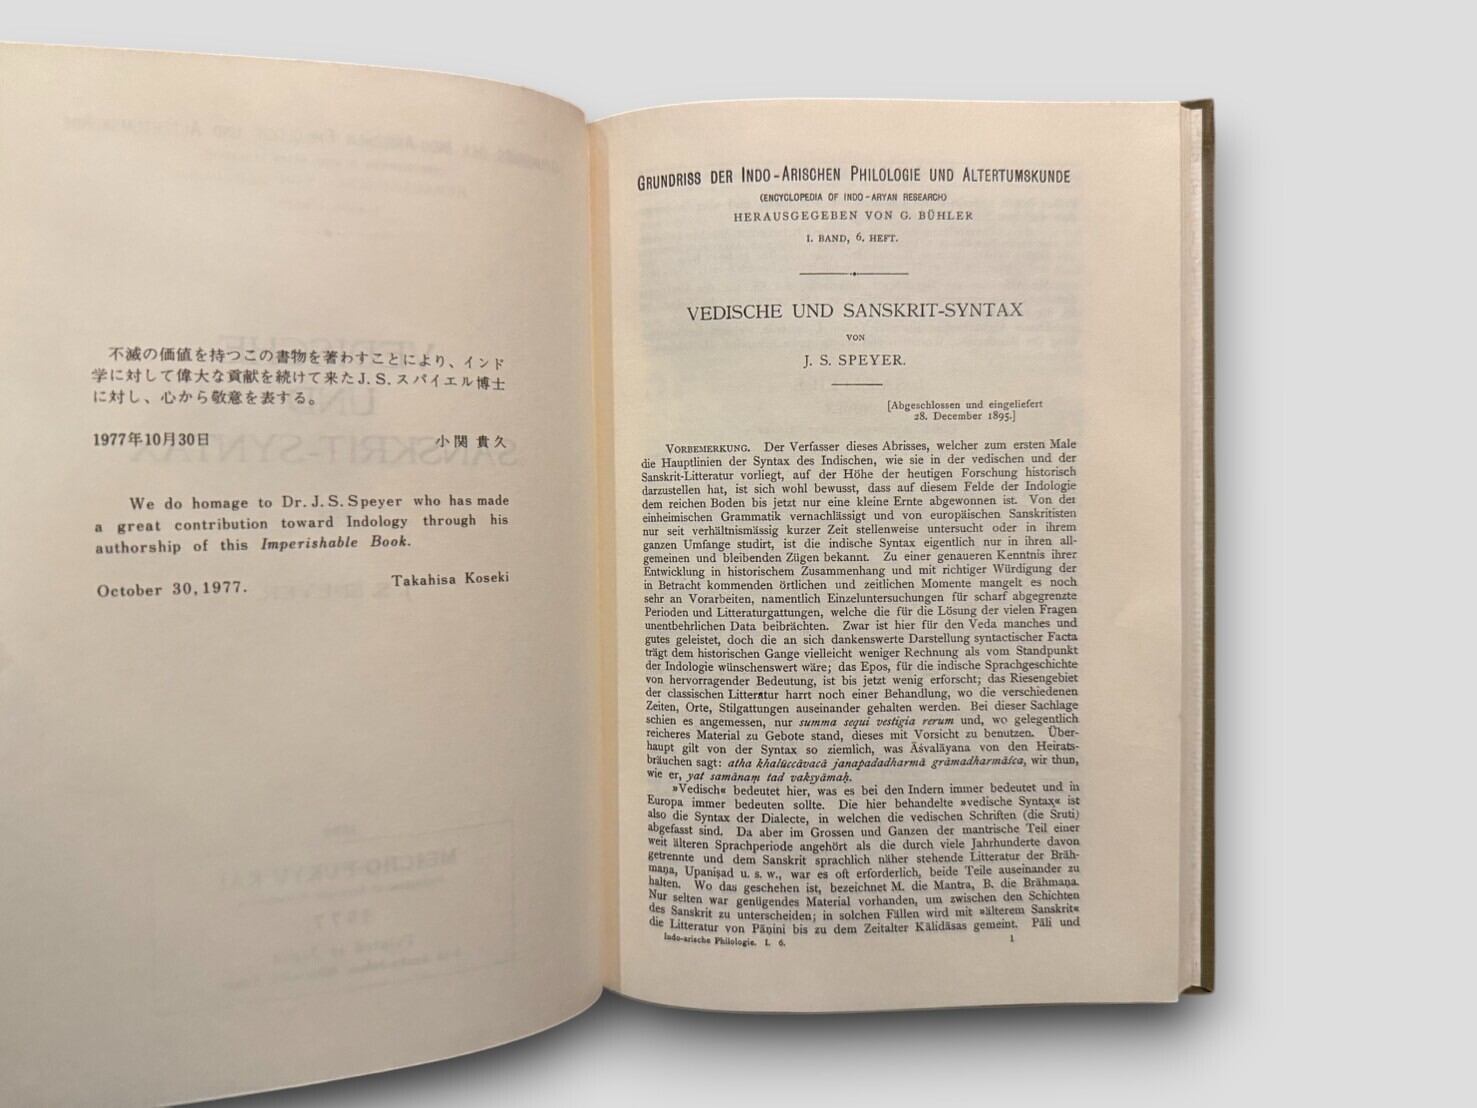 不滅の価値を持つこの書物を著わすことにより、インド
学に対して偉大な貢献を続けて来たJ.S.スパイエル博士
に対し、心から敬意を表する。
1977年10月30日 小関貴久
We do homage to Dr. J. S. Speyer who has made
a great contribution toward Indology through his
authorship of this Imperishable Book.
October 30, 1977. Takahisa Koseki
GRUNDRISS DER INDO-ARISCHEN PHILOLOGIE UND ALTERTUMSKUNDE
(ENCYCLOPEDIA OF INDO-ARYAN RESEARCH)
HERAUSGEGEBEN VON G. BÜHLER
I. BAND, 6. HEFT.
VEDISCHE UND SANSKRIT-SYNTAX
VON
J. S. SPEYER.
[Abgeschlossen und eingeliefert
28. December 1895.]
VORBEMERKUNG. Der Verfasser dieses Abrisses, welcher zum ersten Male
die Hauptlinien der Syntax des Indischen, wie sie in der vedischen und der
Sanskrit-Litteratur vorliegt, auf der Höhe der heutigen Forschung historisch
darzustellen hat, ist sich wohl bewusst, dass auf diesem Felde der Indologie
dem reichen Boden bis jetzt nur eine kleine Ernte abgewonnen ist. Von der
einheimischen Grammatik vernachlässigt und von europäischen Sanskritisten
nur seit verhältnismässig kurzer Zeit stellenweise untersucht oder in ihrem
ganzen Umfange studirt, ist die indische Syntax eigentlich nur in ihren all-
gemeinen und bleibenden Zügen bekannt. Zu einer genaueren Kenntnis ihrer
Entwicklung in historischem Zusammenhang und mit richtiger Würdigung der
in Betracht kommenden örtlichen und zeitlichen Momente mangelt es noch
sehr an Vorarbeiten, namentlich Einzeluntersuchungen für scharf abgegrenzte
Perioden und Litteraturgattungen, welche die für die Lösung der vielen Fragen
unentbehrlichen Data beibrächten. Zwar ist hier für den Veda manches und
gutes geleistet, doch die an sich dankenswerte Darstellung syntactischer Facta
trägt dem historischen Gange vielleicht weniger Rechnung als vom Standpunkt
der Indologie wünschenswert wäre; das Epos, für die indische Sprachgeschichte
von hervorragender Bedeutung, ist bis jetzt wenig erforscht; das Riesengebiet
der classischen Litteratur harrt noch einer Behandlung, wo die verschiedenen
Zeiten, Orte, Stilgattungen auseinander gehalten werden. Bei dieser Sachlage
schien es angemessen, nur summa sequi vestigia rerum und, wo gelegentlich
reicheres Material zu Gebote stand, dieses mit Vorsicht zu benutzen. Über-
haupt gilt von der Syntax so ziemlich, was Āśvalāyana von den Heirats-
bräuchen sagt: atha khalūccāvacā janapadadharmā grāmadharmāśca, wir thun,
wie er, yat samānaṃ tad vakṣyāmaḥ.
»Vedisch« bedeutet hier, was es bei den Indern immer bedeutet und in
Europa immer bedeuten sollte. Die hier behandelte »vedische Syntax« ist
also die Syntax der Dialecte, in welchen die vedischen Schriften (die Śruti)
abgefasst sind. Da aber im Grossen und Ganzen der mantrische Teil einer
weit älteren Sprachperiode angehört als die durch viele Jahrhunderte davon
getrennte und dem Sanskrit sprachlich näher stehende Litteratur der Brāh-
maṇa, Upaniṣad u. s. w., war es oft erforderlich, beide Teile auseinander zu
halten. Wo das geschehen ist, bezeichnet M. die Mantra, B. die Brāhmaṇa.
Nur selten war genügendes Material vorhanden, um zwischen den Schichten
des Sanskrit zu unterscheiden; in solchen Fällen wird mit »älterem Sanskrit«
die Litteratur von Pāṇini bis zu dem Zeitalter Kālidāsas gemeint. Pāli und
Indo-arische Philologie. I. 6. 1